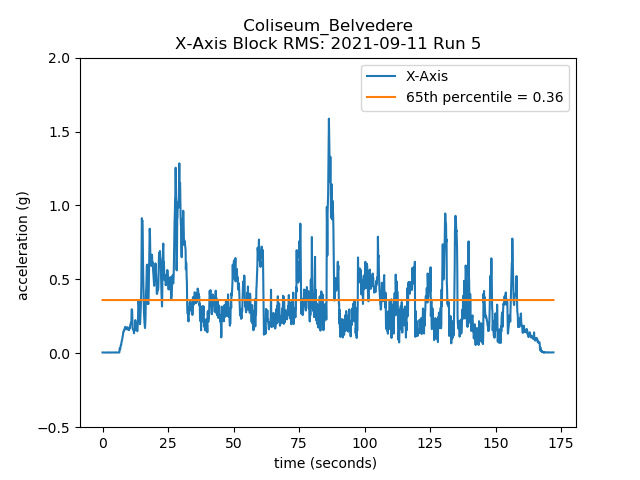 Coliseum_Belvedere
X-Axis Block RMS: 2021-09-11 Run 5
2.0
1.5
1.0
0.5
0.0
−0.5
acceleration (g)
X-Axis
65th percentile = 0.36
0 25 50 75 100 125 150 175
time (seconds)